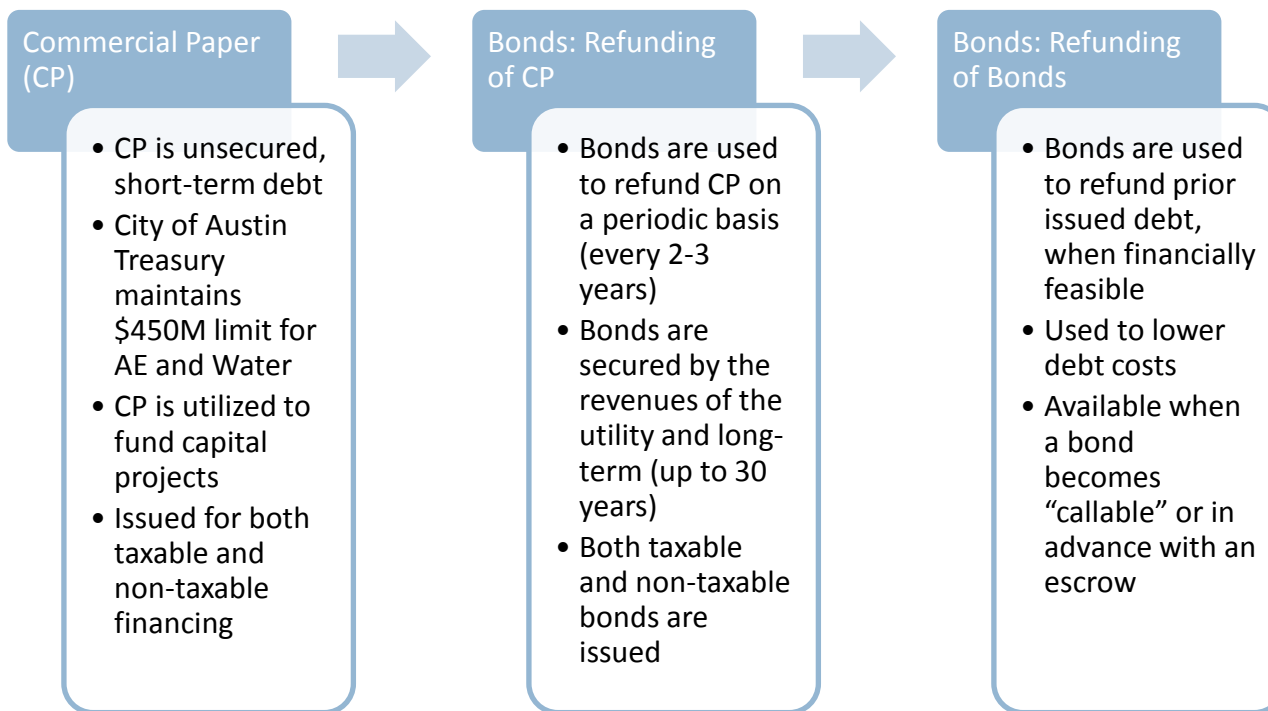 Commercial Paper
(CP)
• CP is unsecured,
short-term debt
• City of Austin
Treasury
maintains
$450M limit for
AE and Water
• CP is utilized to
fund capital
projects
• Issued for both
taxable and
non-taxable
financing
Bonds: Refunding
of CP
• Bonds are used
to refund CP on
a periodic basis
(every 2-3
years)
• Bonds are
secured by the
revenues of the
utility and long-
term (up to 30
years)
• Both taxable
and non-taxable
bonds are
issued
Bonds: Refunding
of Bonds
• Bonds are used
to refund prior
issued debt,
when financially
feasible
• Used to lower
debt costs
• Available when
a bond
becomes
“callable” or in
advance with an
escrow